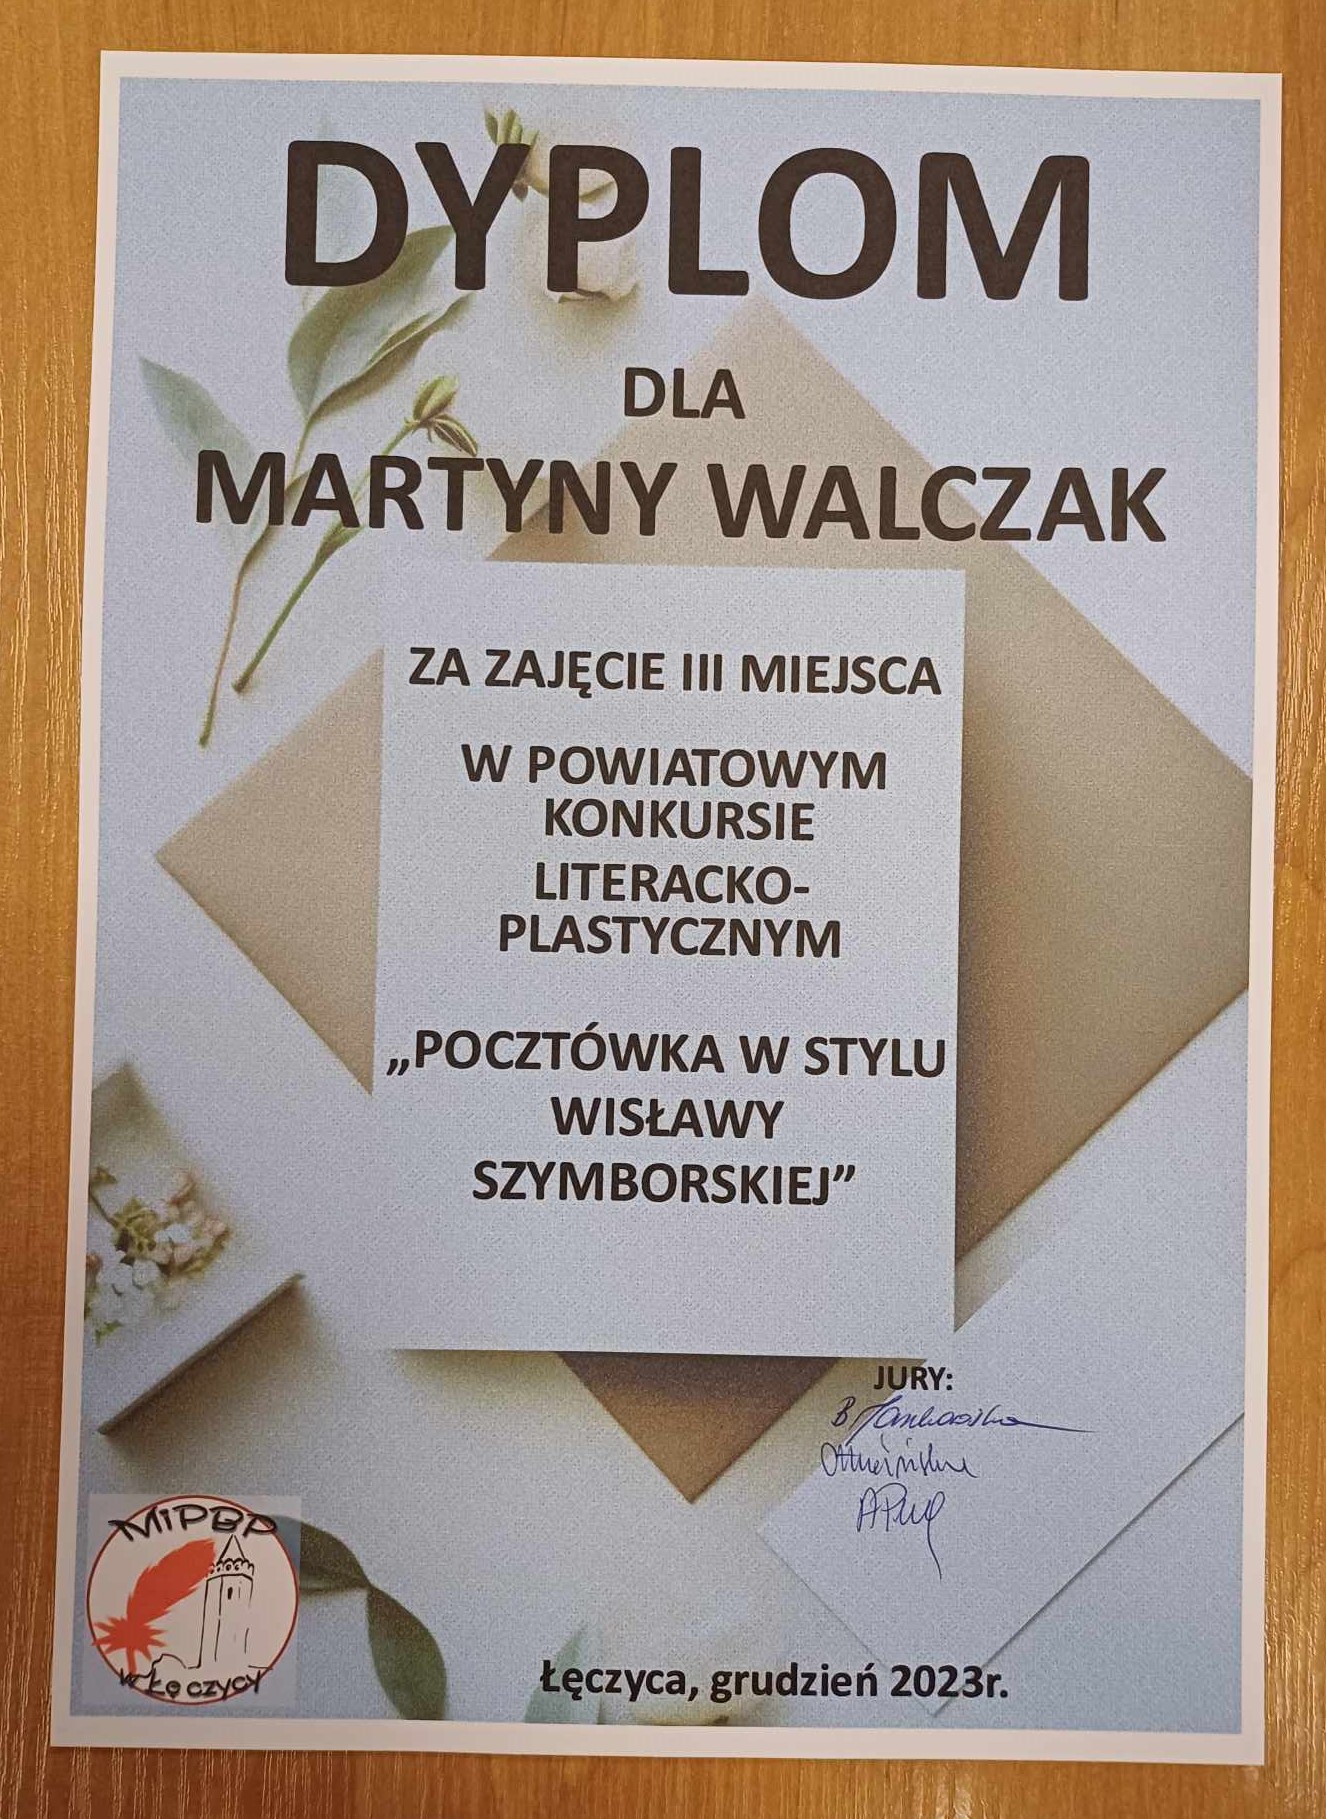 DYPLOM
DLA
MARTYNY WALCZAK
ZA ZAJĘCIE III MIEJSCA
W POWIATOWYM
KONKURSIE
LITERACKO-
PLASTYCZNYM
„POCZTÓWKA W STYLU
WISŁAWY
SZYMBORSKIEJ”
JURY:
MiPBP
w Łęczycy
Łęczyca, grudzień 2023r.